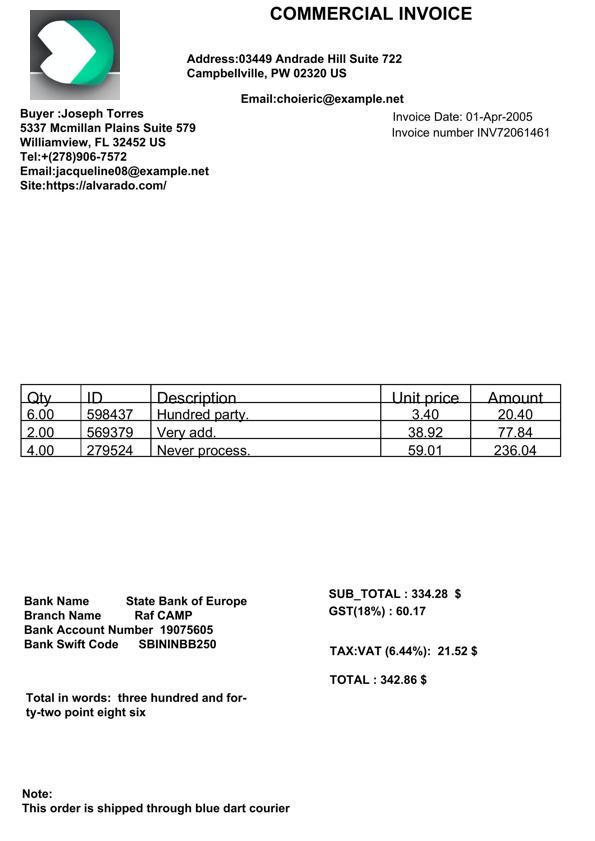 COMMERCIAL INVOICE
Address:03449 Andrade Hill Suite 722
Campbellville, PW 02320 US
Email:choieric@example.net
Buyer :Joseph Torres
5337 Mcmillan Plains Suite 579
Williamview, FL 32452 US
Tel:+(278)906-7572
Email:jacqueline08@example.net
Site:https://alvarado.com/
Invoice Date: 01-Apr-2005
Invoice number INV72061461
Qty ID Description Unit price Amount
6.00 598437 Hundred party. 3.40 20.40
2.00 569379 Very add. 38.92 77.84
4.00 279524 Never process. 59.01 236.04
Bank Name State Bank of Europe
Branch Name Raf CAMP
Bank Account Number 19075605
Bank Swift Code SBININBB250
SUB_TOTAL : 334.28 $
GST(18%) : 60.17
TAX:VAT (6.44%): 21.52 $
TOTAL : 342.86 $
Total in words: three hundred and for-
ty-two point eight six
Note:
This order is shipped through blue dart courier